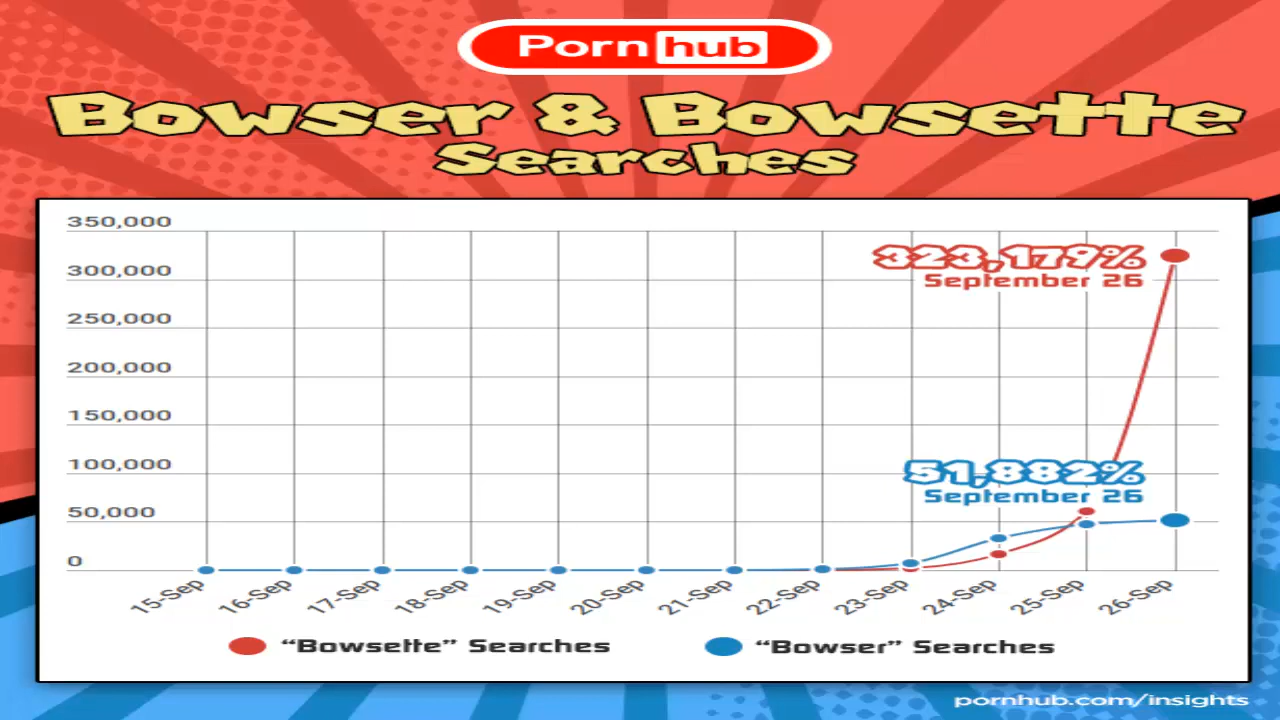 Porn hub
Bowser & Bowsette
Searches
350,000
300,000
250,000
200,000
150,000
100,000
50,000
0
323,179%
September 26
51,882%
September 26
15-Sep
16-Sep
17-Sep
18-Sep
19-Sep
20-Sep
21-Sep
22-Sep
23-Sep
24-Sep
25-Sep
26-Sep
“Bowsette” Searches
“Bowser” Searches
pornhub.com/insights